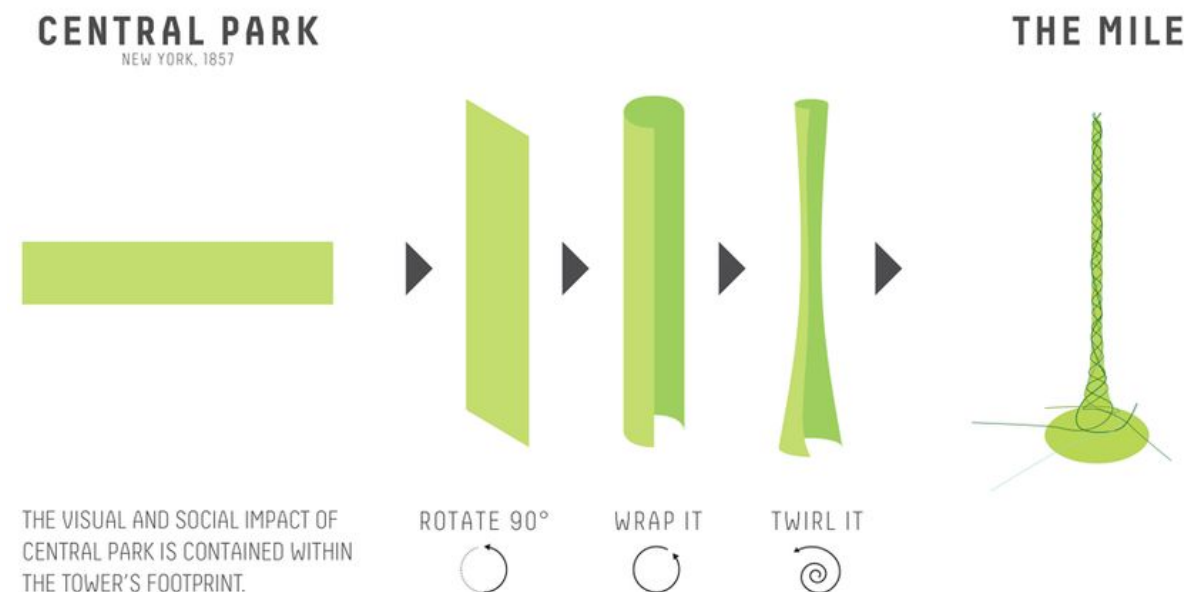 CENTRAL PARK
NEW YORK, 1857
THE MILE
THE VISUAL AND SOCIAL IMPACT OF
CENTRAL PARK IS CONTAINED WITHIN
THE TOWER'S FOOTPRINT.
ROTATE 90°
WRAP IT
TWIRL IT